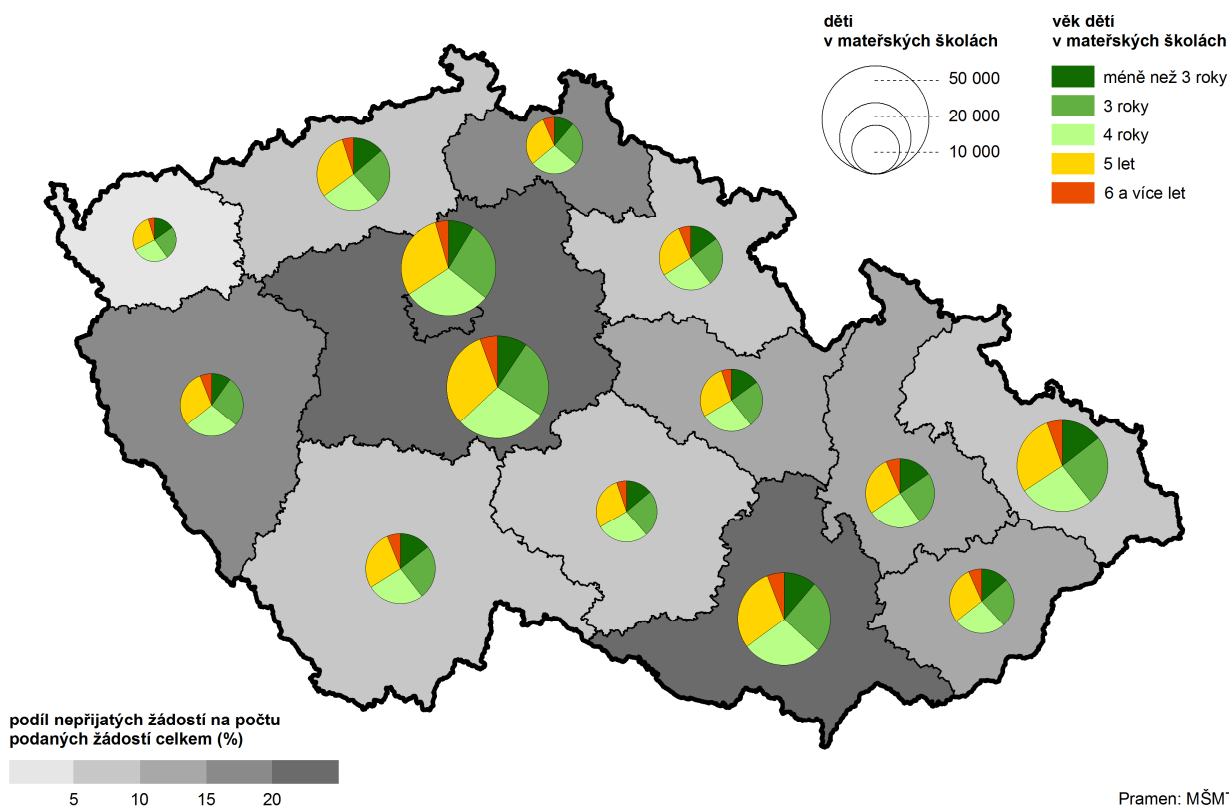 děti
v mateřských školách
50 000
20 000
10 000
věk dětí
v mateřských školách
méně než 3 roky
3 roky
4 roky
5 let
6 a více let
podíl nepřijatých žádostí na počtu
podaných žádostí celkem (%)
5 10 15 20
Pramen: MŠM